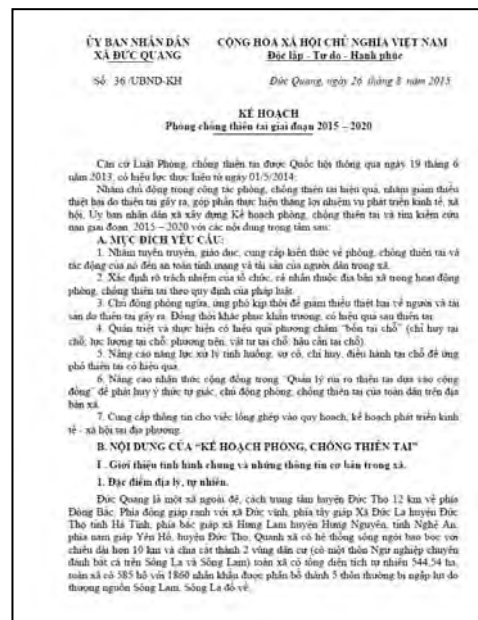 ỦY BAN NHÂN DÂN
XÃ ĐỨC QUANG
CỘNG HÒA XÃ HỘI CHỦ NGHĨA VIỆT NAM
Độc lập - Tự do - Hạnh phúc
Số: 36 /UBND-KH
Đức Quang, ngày 26 tháng 8 năm 2015
KẾ HOẠCH
Phòng chống thiên tai giai đoạn 2015 – 2020
Căn cứ Luật Phòng, chống thiên tai được Quốc hội thông qua ngày 19 tháng 6
năm 2013, có hiệu lực thực hiện từ ngày 01/5/2014;
Nhằm chủ động trong công tác phòng, chống thiên tai hiệu quả, nhằm giảm thiểu
thiệt hại do thiên tai gây ra, góp phần thực hiện thắng lợi nhiệm vụ phát triển kinh tế, xã
hội, Ủy ban nhân dân xã xây dựng Kế hoạch phòng, chống thiên tai và tìm kiếm cứu
nạn giai đoạn 2015 – 2020 với các nội dung trọng tâm sau:
A. MỤC ĐÍCH YÊU CẦU:
1. Nhằm tuyên truyền, giáo dục, cung cấp kiến thức về phòng, chống thiên tai và
tác động của nó đến an toàn tính mạng và tài sản của người dân trong xã.
2. Xác định rõ trách nhiệm của tổ chức, cá nhân thuộc địa bàn xã trong hoạt động
phòng, chống thiên tai theo quy định của pháp luật.
3. Chủ động phòng ngừa, ứng phó kịp thời để giảm thiểu thiệt hại về người và tài
sản do thiên tai gây ra. Đồng thời khắc phục khẩn trương, có hiệu quả sau thiên tai.
4. Quán triệt và thực hiện có hiệu quả phương châm "bốn tại chỗ" (chỉ huy tại
chỗ; lực lượng tại chỗ; phương tiện, vật tư tại chỗ; hậu cần tại chỗ).
5. Nâng cao năng lực xử lý tình huống, sự cố, chỉ huy, điều hành tại chỗ để ứng
phó thiên tai có hiệu quả.
6. Nâng cao nhận thức cộng đồng trong "Quản lý rủi ro thiên tai dựa vào cộng
đồng" để phát huy ý thức tự giác, chủ động phòng, chống thiên tai của toàn dân trên địa
bàn xã.
7. Cung cấp thông tin cho việc lồng ghép vào quy hoạch, kế hoạch phát triển kinh
tế - xã hội tại địa phương.
B. NỘI DUNG CỦA "KẾ HOẠCH PHÒNG, CHỐNG THIÊN TAI"
I . Giới thiệu tình hình chung và những thông tin cơ bản trong xã.
1. Đặc điểm địa lý, tự nhiên.
Đức Quang là một xã ngoài đê, cách trung tâm huyện Đức Thọ 12 km về phía
Đông Bắc. Phía đông giáp ranh với xã Đức vĩnh, phía tây giáp Xã Đức La huyện Đức
Thọ tỉnh Hà Tĩnh, phía bắc giáp xã Hưng Lam huyện Hưng Nguyên, tỉnh Nghệ An,
phía nam giáp Yên Hồ, huyện Đức Thọ. Quanh xã có hệ thống sông ngòi bao bọc với
chiều dài hơn 10 km và chia cắt thành 2 vùng dân cư (có một thôn Ngư nghiệp chuyên
đánh bắt cá trên Sông La và Sông Lam) toàn xã có tổng diện tích tự nhiên 544,54 ha,
toàn xã có 585 hộ với 1860 nhân khẩu được phân bố thành 5 thôn thường bị ngập lụt do
thượng nguồn Sông Lam, Sông La đổ về.